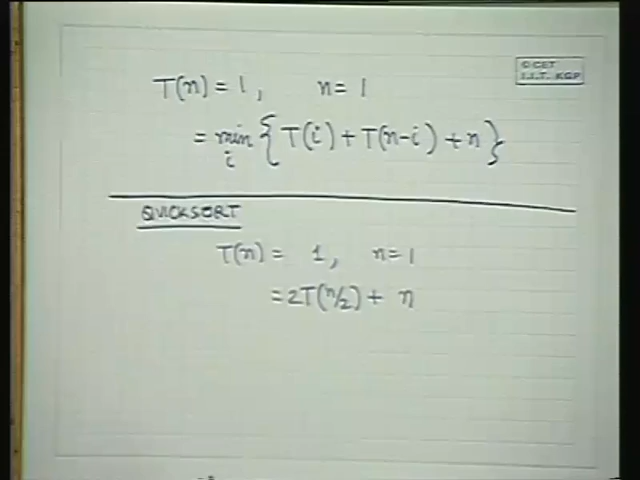 © CET
I.I.T. KGP
T(n) = 1, n = 1
= min { T(i) + T(n-i) + n }
i
QUICKSORT
T(n) = 1, n = 1
= 2T(n/2) + n